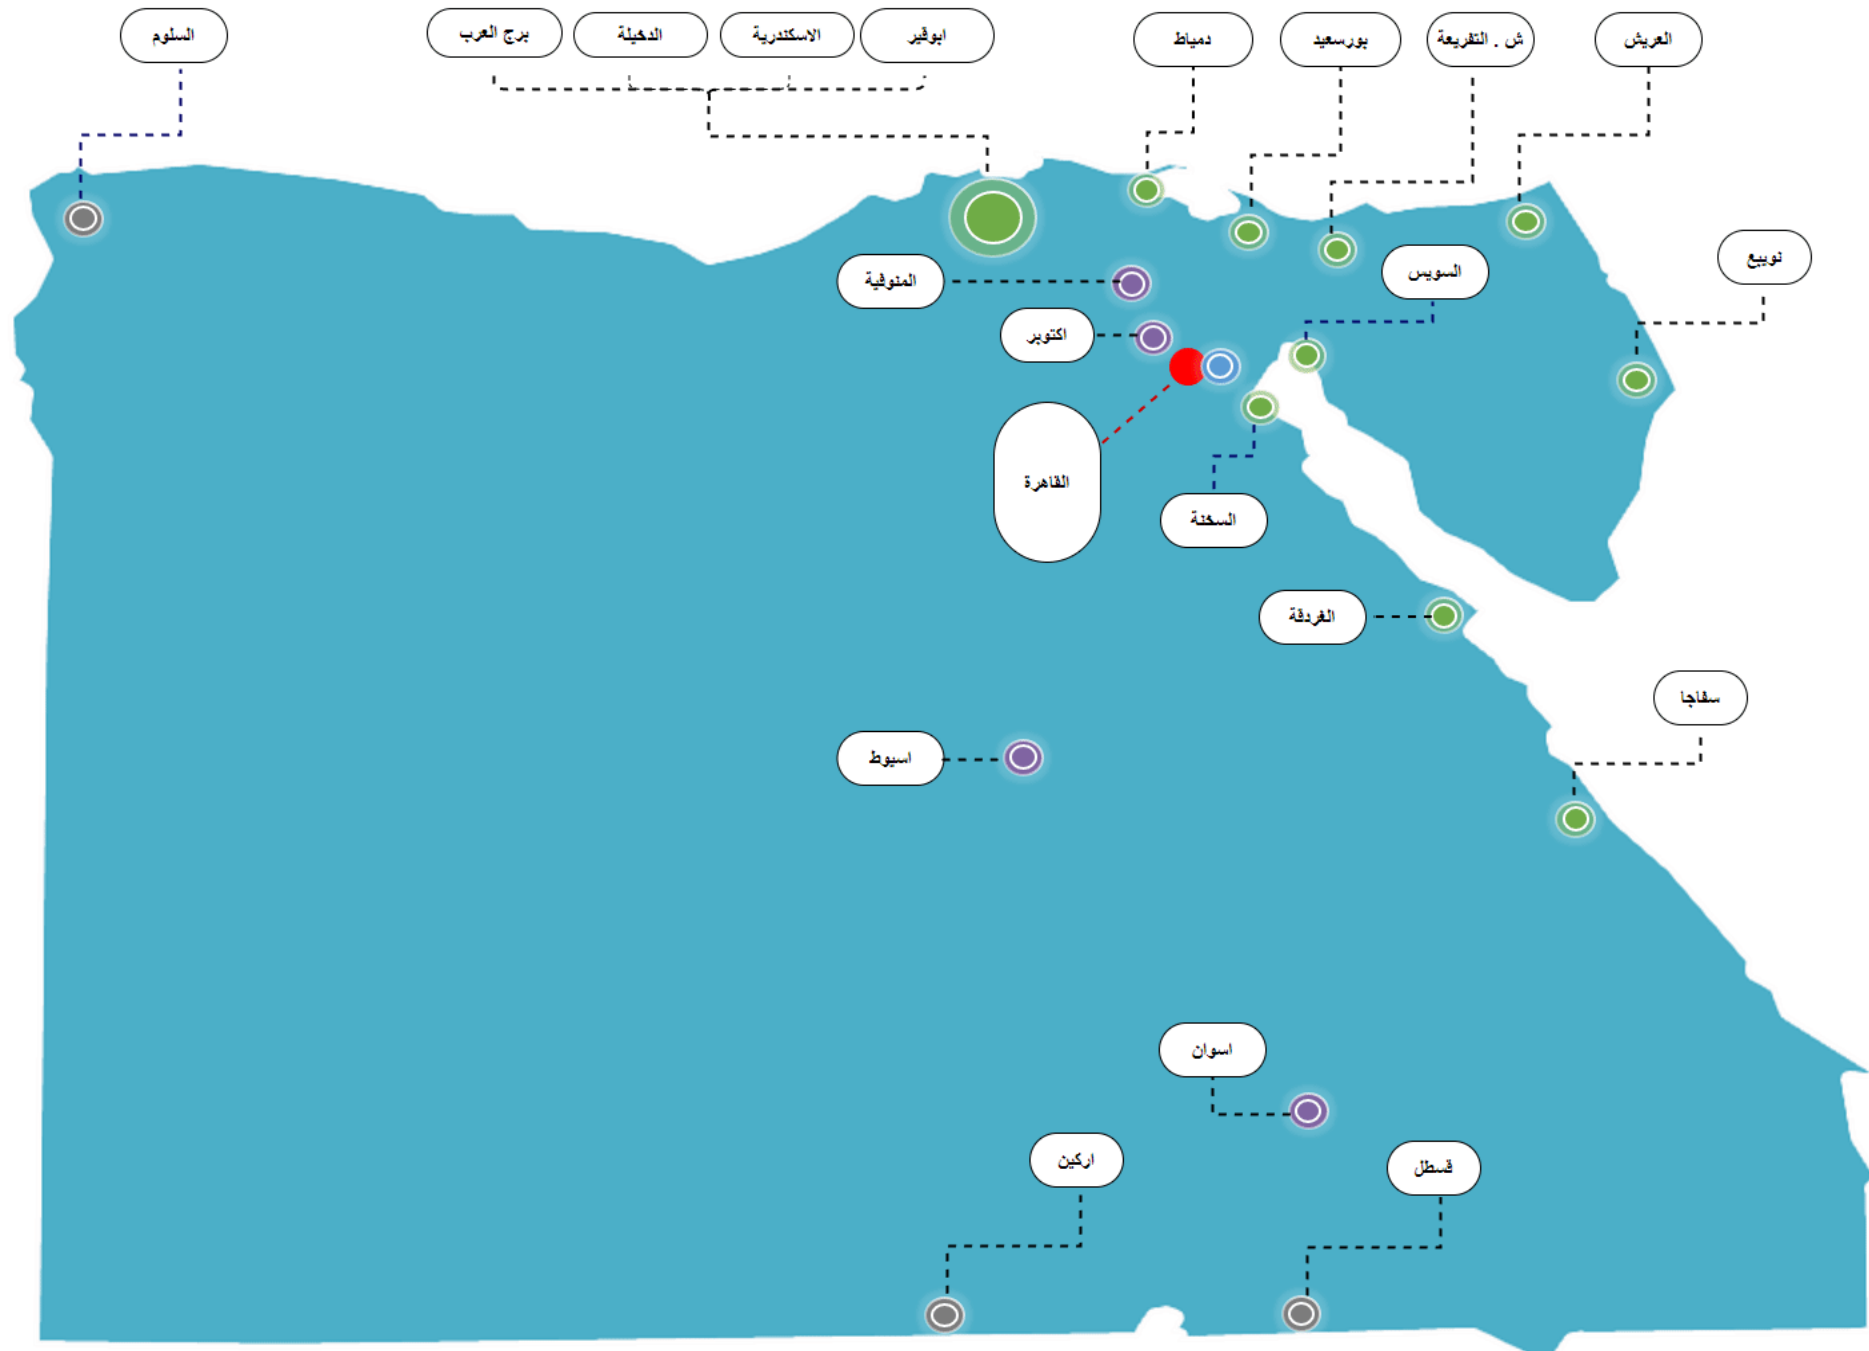 السلوم
برج العرب
الدخيلة
الاسكندرية
ابوقير
دمياط
بورسعيد
ش . التفريعة
العريش
نويبع
السويس
المنوفية
اكتوبر
القاهرة
السخنة
الغردقة
سفاجا
اسيوط
اسوان
اركين
قسطل